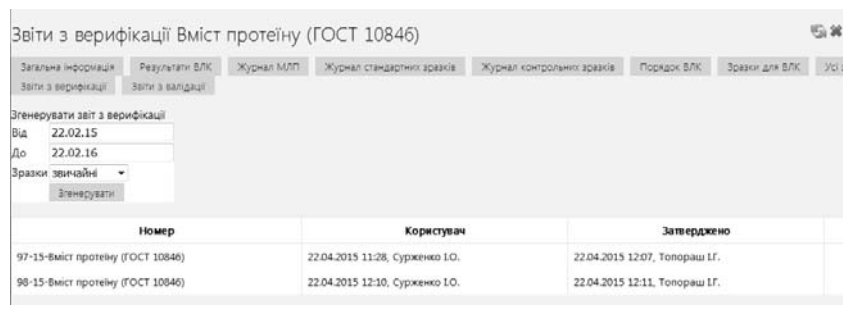 Звіти з верифікації Вміст протеїну (ГОСТ 10846)
Загальна інформація Результати ВЛК Журнал МЛП Журнал стандартних зразків Журнал контрольних зразків Порядок ВЛК Зразки для ВЛК Усі
Звіти з верифікації Звіти з валідації
Згенерувати звіт з верифікації
Від 22.02.15
До 22.02.16
Зразки звичайні
Згенерувати
Номер Користувач Затверджено
97-15-Вміст протеїну (ГОСТ 10846) 22.04.2015 11:28, Сурженко І.О. 22.04.2015 12:07, Топораш І.Г.
98-15-Вміст протеїну (ГОСТ 10846) 22.04.2015 12:10, Сурженко І.О. 22.04.2015 12:11, Топораш І.Г.